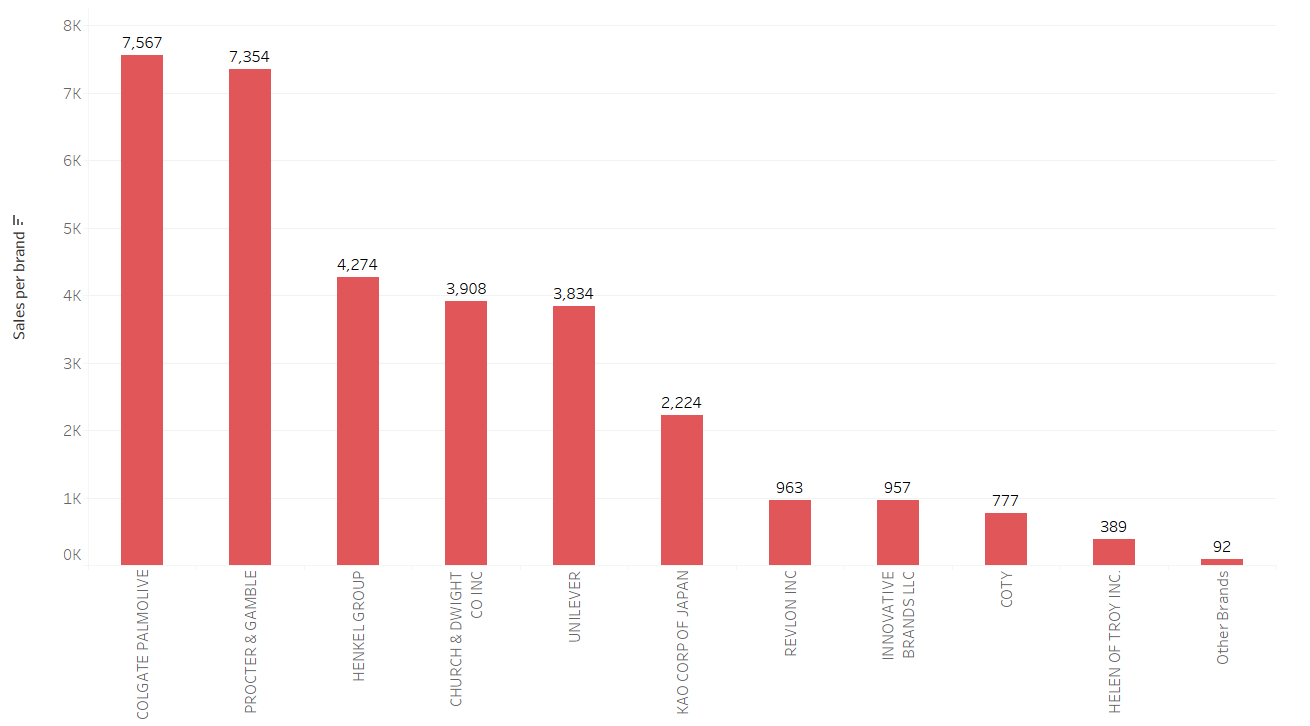 8K
7K
6K
5K
4K
3K
2K
1K
0K
Sales per brand
7,567
7,354
4,274
3,908
3,834
2,224
963
957
777
389
92
COLGATE PALMOLIVE
PROCTER & GAMBLE
HENKEL GROUP
CHURCH & DWIGHT
CO INC
UNILEVER
KAO CORP OF JAPAN
REVLON INC
INNOVATIVE
BRANDS LLC
COTY
HELEN OF TROY INC.
Other Brands